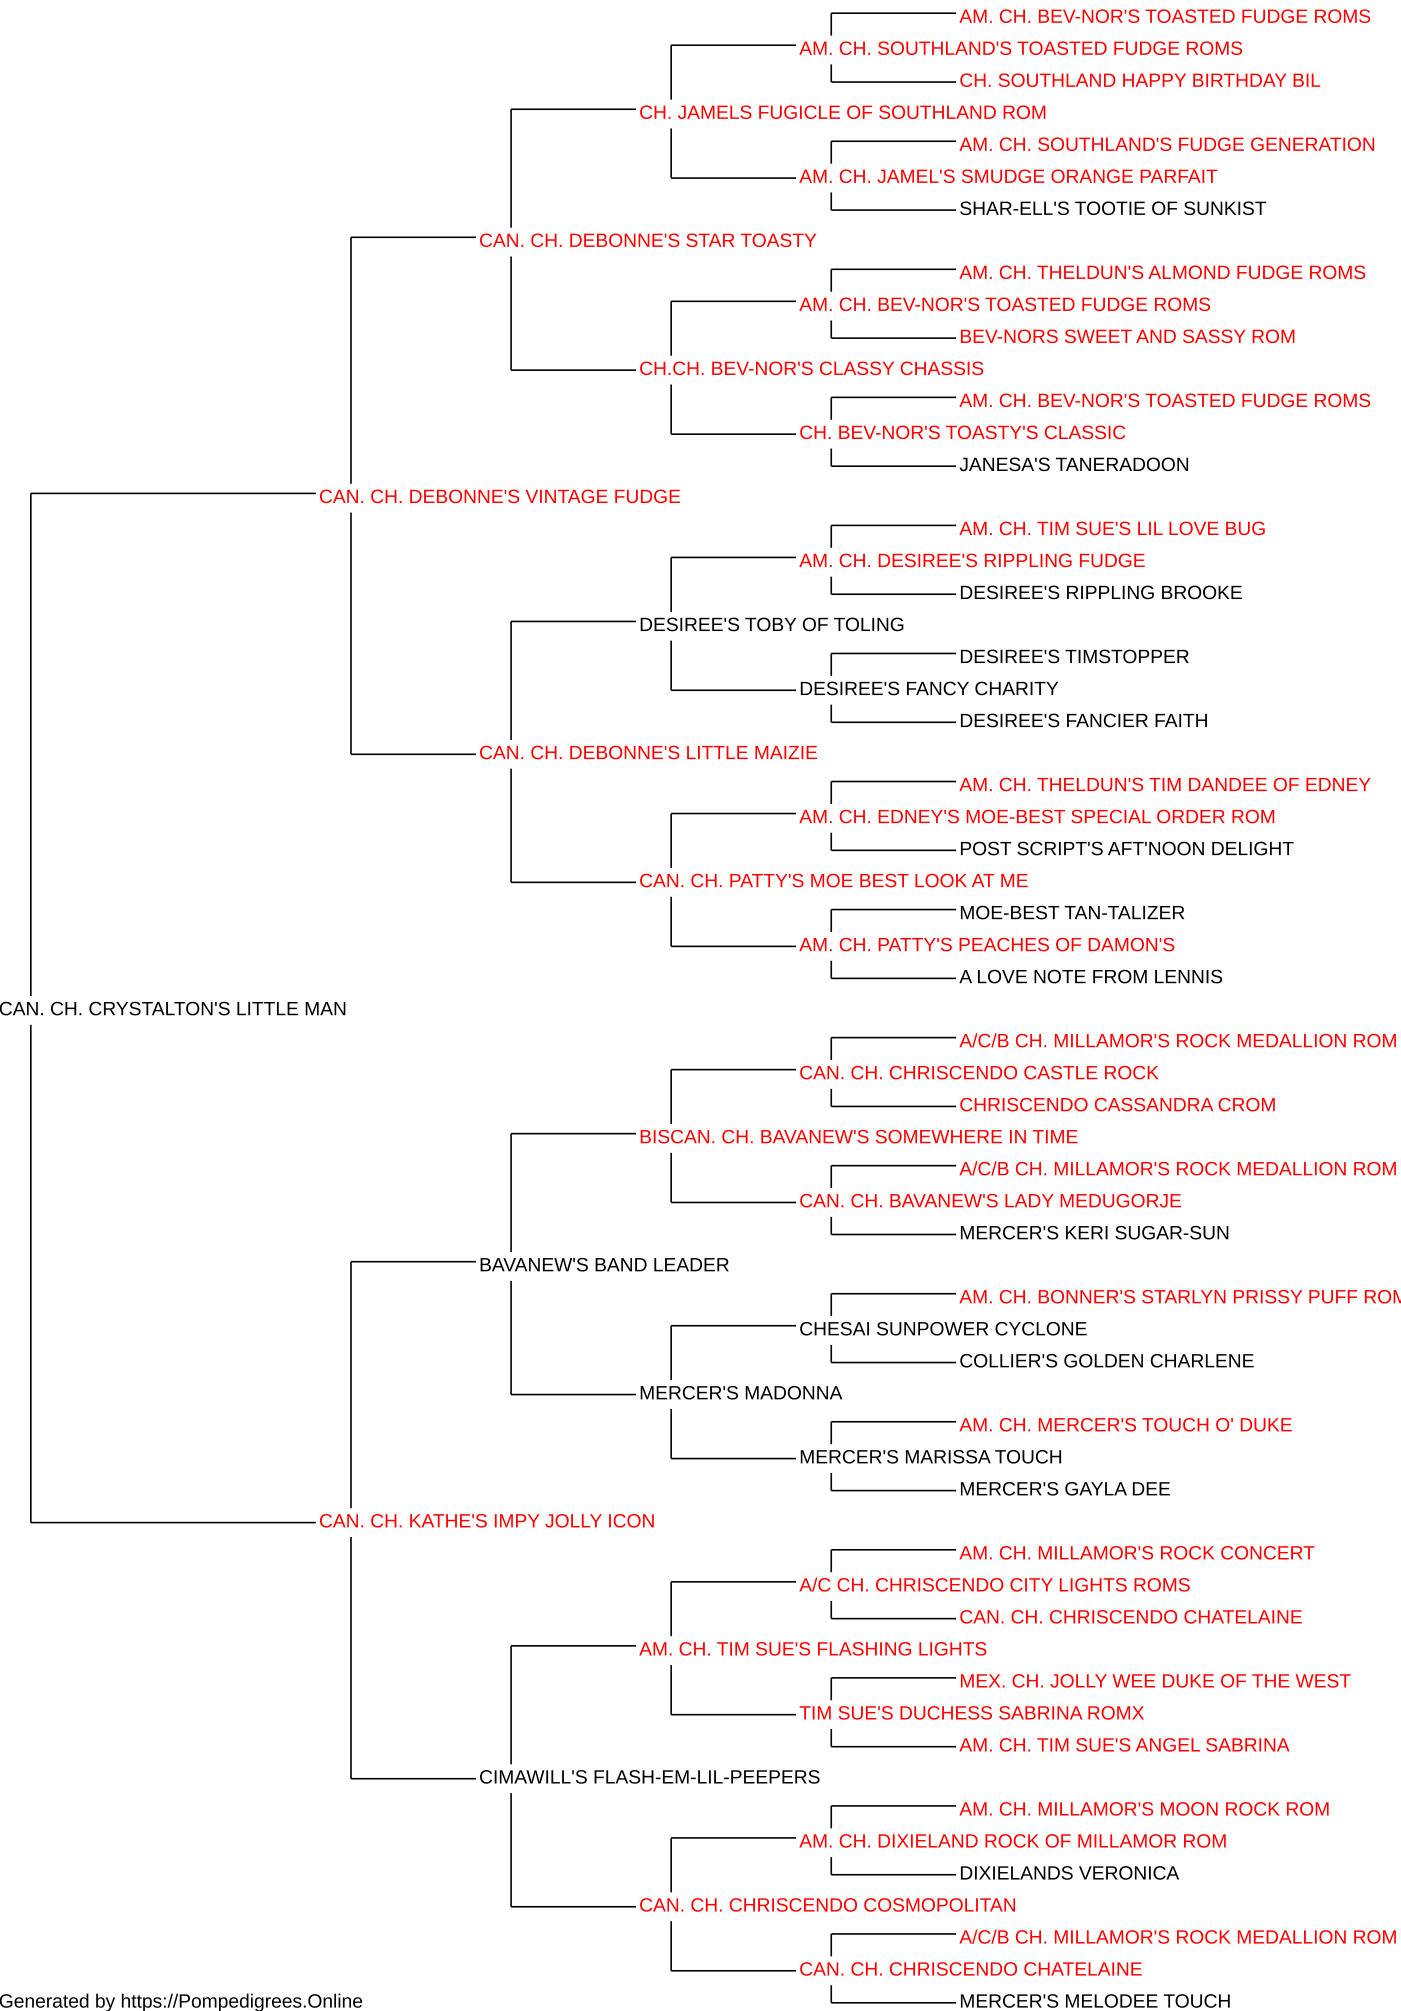 AM. CH. BEV-NOR'S TOASTED FUDGE ROMS
AM. CH. SOUTHLAND'S TOASTED FUDGE ROMS
CH. SOUTHLAND HAPPY BIRTHDAY BIL
CH. JAMELS FUGICLE OF SOUTHLAND ROM
AM. CH. SOUTHLAND'S FUDGE GENERATION
AM. CH. JAMEL'S SMUDGE ORANGE PARFAIT
SHAR-ELL'S TOOTIE OF SUNKIST
CAN. CH. DEBONNE'S STAR TOASTY
AM. CH. THELDUN'S ALMOND FUDGE ROMS
AM. CH. BEV-NOR'S TOASTED FUDGE ROMS
BEV-NORS SWEET AND SASSY ROM
CH.CH. BEV-NOR'S CLASSY CHASSIS
AM. CH. BEV-NOR'S TOASTED FUDGE ROMS
CH. BEV-NOR'S TOASTY'S CLASSIC
JANESA'S TANERADOON
CAN. CH. DEBONNE'S VINTAGE FUDGE
AM. CH. TIM SUE'S LIL LOVE BUG
AM. CH. DESIREE'S RIPPLING FUDGE
DESIREE'S RIPPLING BROOKE
DESIREE'S TOBY OF TOLING
DESIREE'S TIMSTOPPER
DESIREE'S FANCY CHARITY
DESIREE'S FANCIER FAITH
CAN. CH. DEBONNE'S LITTLE MAIZIE
AM. CH. THELDUN'S TIM DANDEE OF EDNEY
AM. CH. EDNEY'S MOE-BEST SPECIAL ORDER ROM
POST SCRIPT'S AFT'NOON DELIGHT
CAN. CH. PATTY'S MOE BEST LOOK AT ME
MOE-BEST TAN-TALIZER
AM. CH. PATTY'S PEACHES OF DAMON'S
A LOVE NOTE FROM LENNIS
CAN. CH. CRYSTALTON'S LITTLE MAN
A/C/B CH. MILLAMOR'S ROCK MEDALLION ROM
CAN. CH. CHRISCENDO CASTLE ROCK
CHRISCENDO CASSANDRA CROM
BISCAN. CH. BAVANEW'S SOMEWHERE IN TIME
A/C/B CH. MILLAMOR'S ROCK MEDALLION ROM
CAN. CH. BAVANEW'S LADY MEDUGORJE
MERCER'S KERI SUGAR-SUN
BAVANEW'S BAND LEADER
AM. CH. BONNER'S STARLYN PRISSY PUFF ROM
CHESAI SUNPOWER CYCLONE
COLLIER'S GOLDEN CHARLENE
MERCER'S MADONNA
AM. CH. MERCER'S TOUCH O' DUKE
MERCER'S MARISSA TOUCH
MERCER'S GAYLA DEE
CAN. CH. KATHE'S IMPY JOLLY ICON
AM. CH. MILLAMOR'S ROCK CONCERT
A/C CH. CHRISCENDO CITY LIGHTS ROMS
CAN. CH. CHRISCENDO CHATELAINE
AM. CH. TIM SUE'S FLASHING LIGHTS
MEX. CH. JOLLY WEE DUKE OF THE WEST
TIM SUE'S DUCHESS SABRINA ROMX
AM. CH. TIM SUE'S ANGEL SABRINA
CIMAWILL'S FLASH-EM-LIL-PEEPERS
AM. CH. MILLAMOR'S MOON ROCK ROM
AM. CH. DIXIELAND ROCK OF MILLAMOR ROM
DIXIELANDS VERONICA
CAN. CH. CHRISCENDO COSMOPOLITAN
A/C/B CH. MILLAMOR'S ROCK MEDALLION ROM
CAN. CH. CHRISCENDO CHATELAINE
MERCER'S MELODEE TOUCH
Generated by https://Pompedigrees.Online